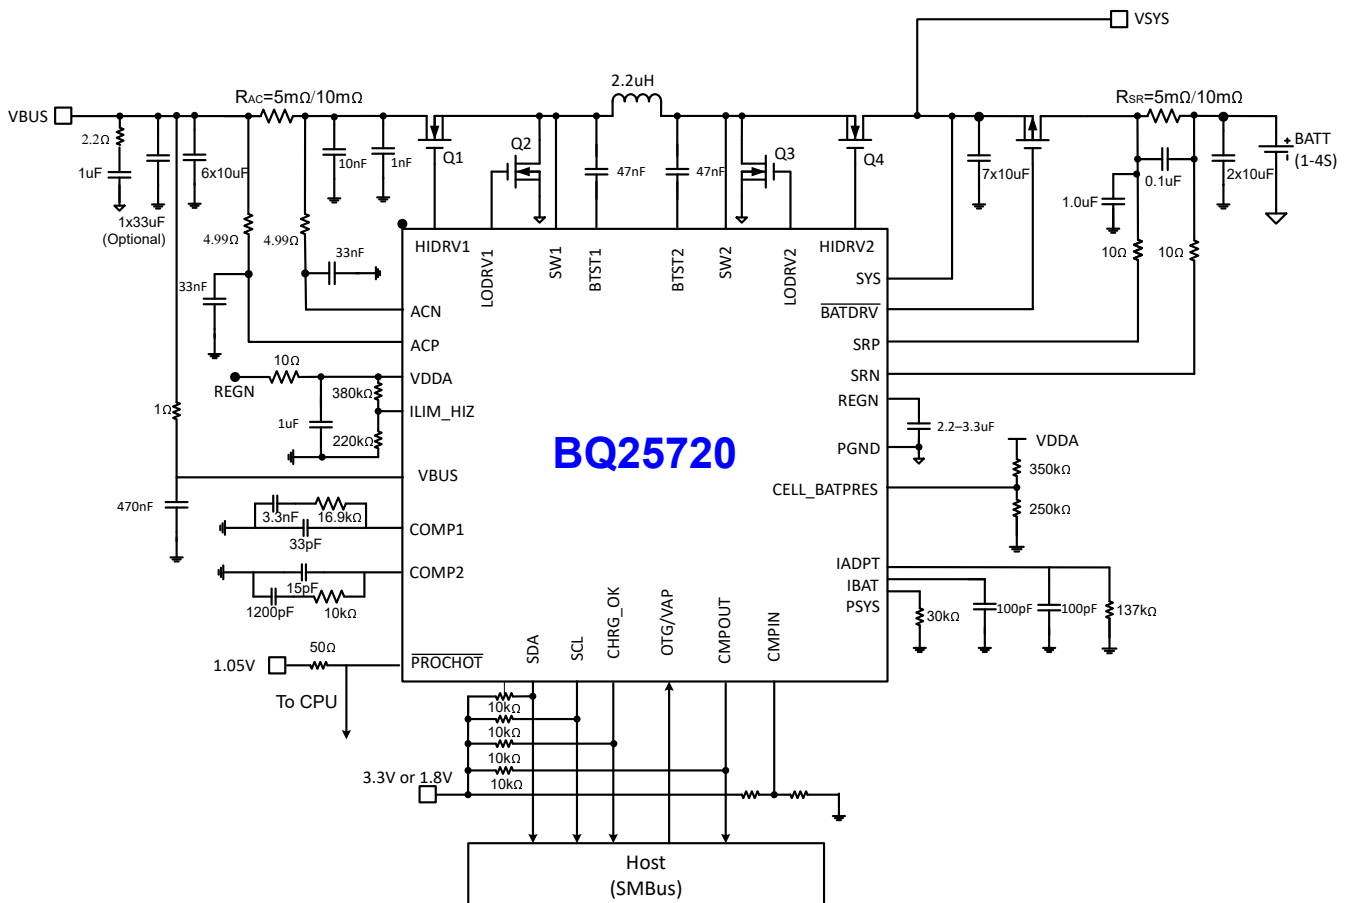 VSYS
2.2uH
RAC=5mΩ/10mΩ
RSR=5mΩ/10mΩ
VBUS
2.2Ω
1uF
1x33uF
(Optional)
6x10uF
10nF
1nF
Q1
Q2
47nF
47nF
Q3
Q4
7x10uF
0.1uF
1.0uF
2x10uF
+ BATT
-
(1-4S)
4.99Ω
4.99Ω
33nF
33nF
10Ω
10Ω
HIDRV1
LODRV1
SW1
BTST1
BTST2
SW2
LODRV2
HIDRV2
SYS
BATDRV
ACN
ACP
SRP
SRN
10Ω
REGN
VDDA
380kΩ
ILIM_HIZ
1uF
220kΩ
1Ω
VBUS
470nF
REGN
2.2–3.3uF
PGND
VDDA
350kΩ
CELL_BATPRES
250kΩ
BQ25720
3.3nF
16.9kΩ
COMP1
33pF
COMP2
15pF
1200pF
10kΩ
IADPT
IBAT
PSYS
30kΩ
100pF
100pF
137kΩ
50Ω
1.05V
PROCHOT
To CPU
SDA
SCL
CHRG_OK
OTG/VAP
CMPOUT
CMPIN
10kΩ
10kΩ
10kΩ
10kΩ
3.3V or 1.8V
Host
(SMBus)